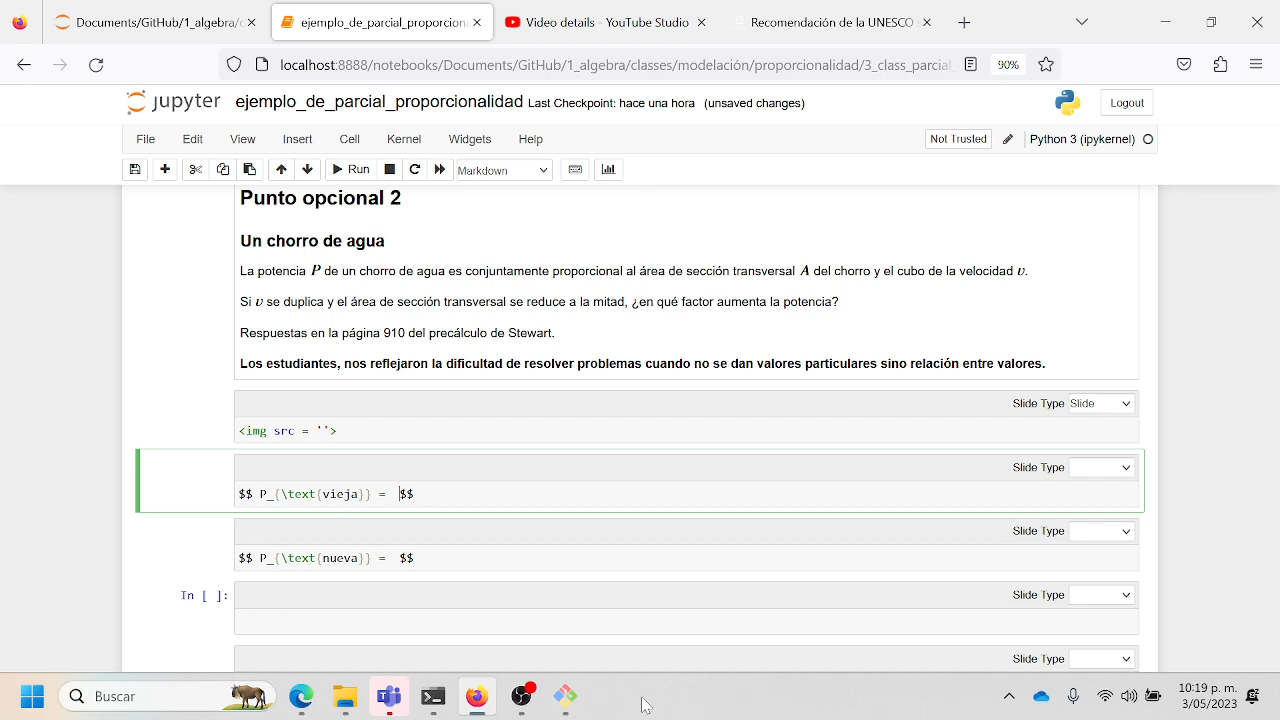 Documents/GitHub/1_algebra/c
ejemplo_de_parcial_proporcion
Video details - YouTube Studio
Recomendación de la UNESCO
localhost:8888/notebooks/Documents/GitHub/1_algebra/classes/modelación/proporcionalidad/3_class_parcial_
90%
jupyter ejemplo_de_parcial_proporcionalidad Last Checkpoint: hace una hora (unsaved changes)
Logout
File Edit View Insert Cell Kernel Widgets Help
Not Trusted
Python 3 (ipykernel)
Run
Markdown
Punto opcional 2
Un chorro de agua
La potencia P de un chorro de agua es conjuntamente proporcional al área de sección transversal A del chorro y el cubo de la velocidad v.
Si v se duplica y el área de sección transversal se reduce a la mitad, ¿en qué factor aumenta la potencia?
Respuestas en la página 910 del precálculo de Stewart.
Los estudiantes, nos reflejaron la dificultad de resolver problemas cuando no se dan valores particulares sino relación entre valores.
Slide Type Slide
<img src = ''>
Slide Type
$$ P_{\text{vieja}} =  $$
Slide Type
$$ P_{\text{nueva}} =  $$
In [ ]:
Slide Type
Slide Type
Buscar
10:19 p. m.
3/05/2023